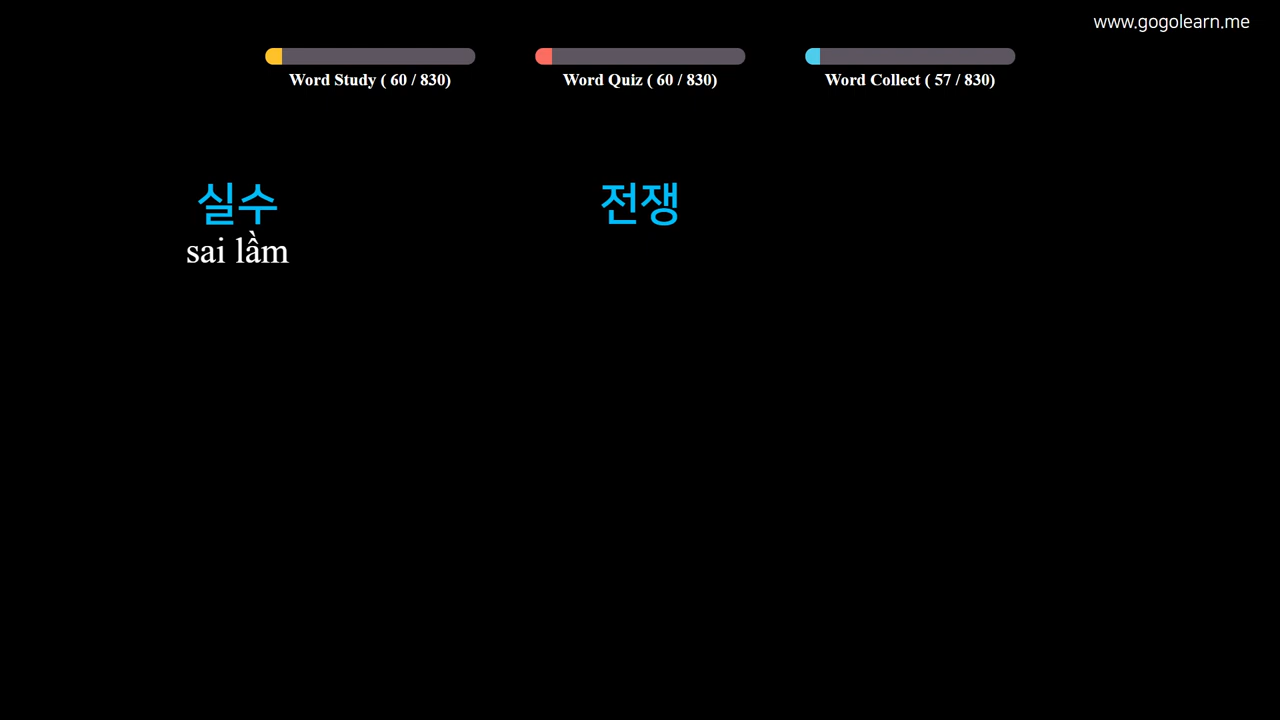 www.gogolearn.me
Word Study ( 60 / 830)
Word Quiz ( 60 / 830)
Word Collect ( 57 / 830)
실수
sai lầm
전쟁